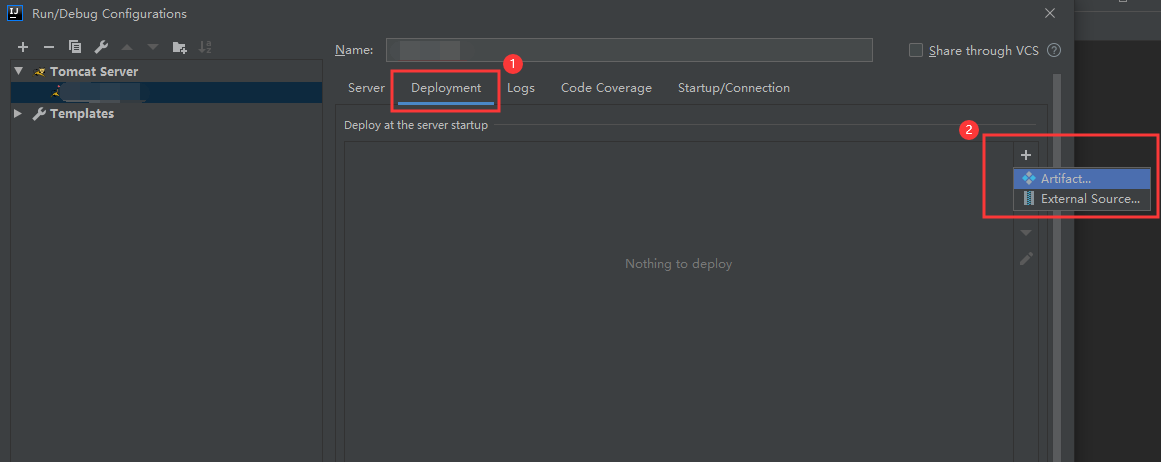 IJ
Run/Debug Configurations
Name:
Share through VCS ?
Tomcat Server
Templates
1
Server Deployment Logs Code Coverage Startup/Connection
Deploy at the server startup
2
Artifact...
External Source...
Nothing to deploy